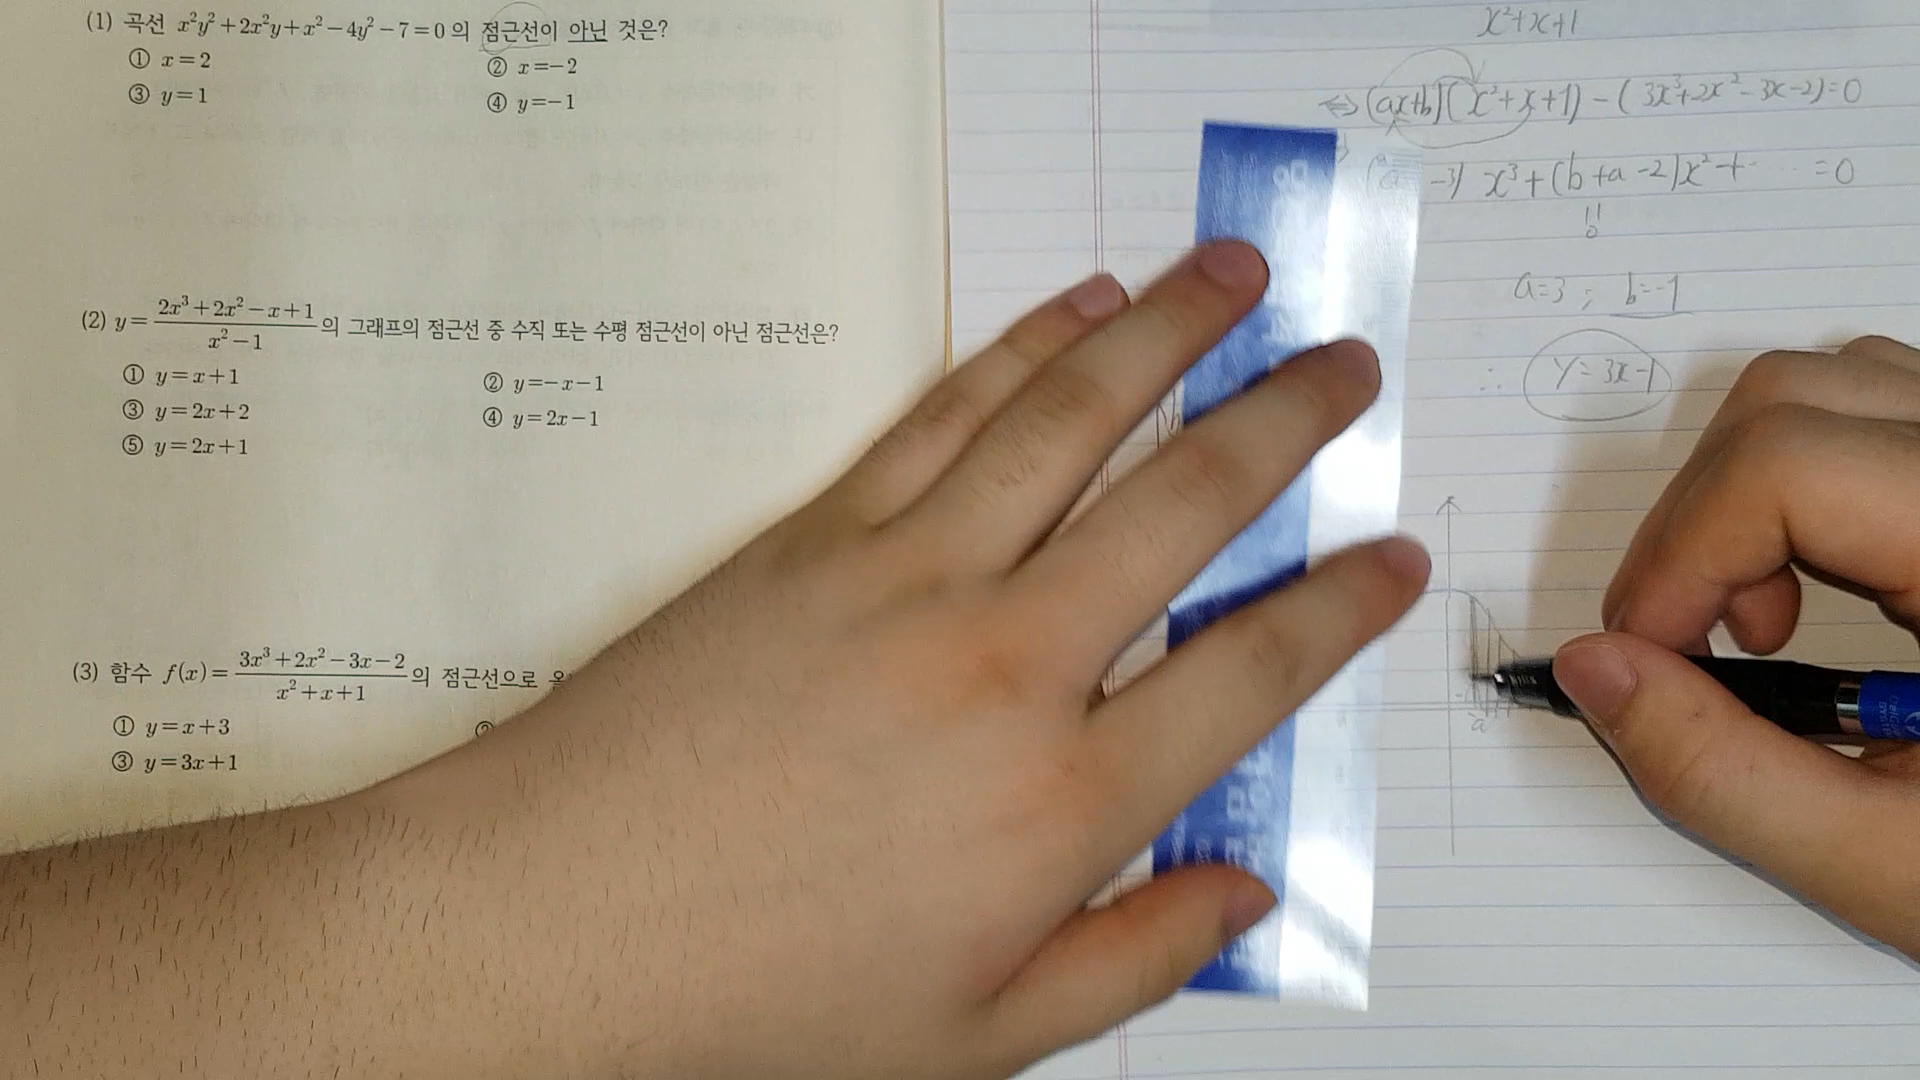 (1) 곡선 x²y²+2x²y+x²−4y²−7=0 의 점근선이 아닌 것은?
① x=2 ② x=−2
③ y=1 ④ y=−1
(2) y= (2x³+2x²−x+1)/(x²−1) 의 그래프의 점근선 중 수직 또는 수평 점근선이 아닌 점근선은?
① y=x+1 ② y=−x−1
③ y=2x+2 ④ y=2x−1
⑤ y=2x+1
(3) 함수 f(x)= (3x³+2x²−3x−2)/(x²+x+1) 의 점근선으로
① y=x+3 ②
③ y=3x+1
x²+x+1
⇔ (ax+b)(x²+x+1) − (3x³+2x²−3x−2)=0
(a −3) x³+(b+a−2)x²+ ⋯ =0
0
a=3 ; b=−1
∴ y=3x−1
a